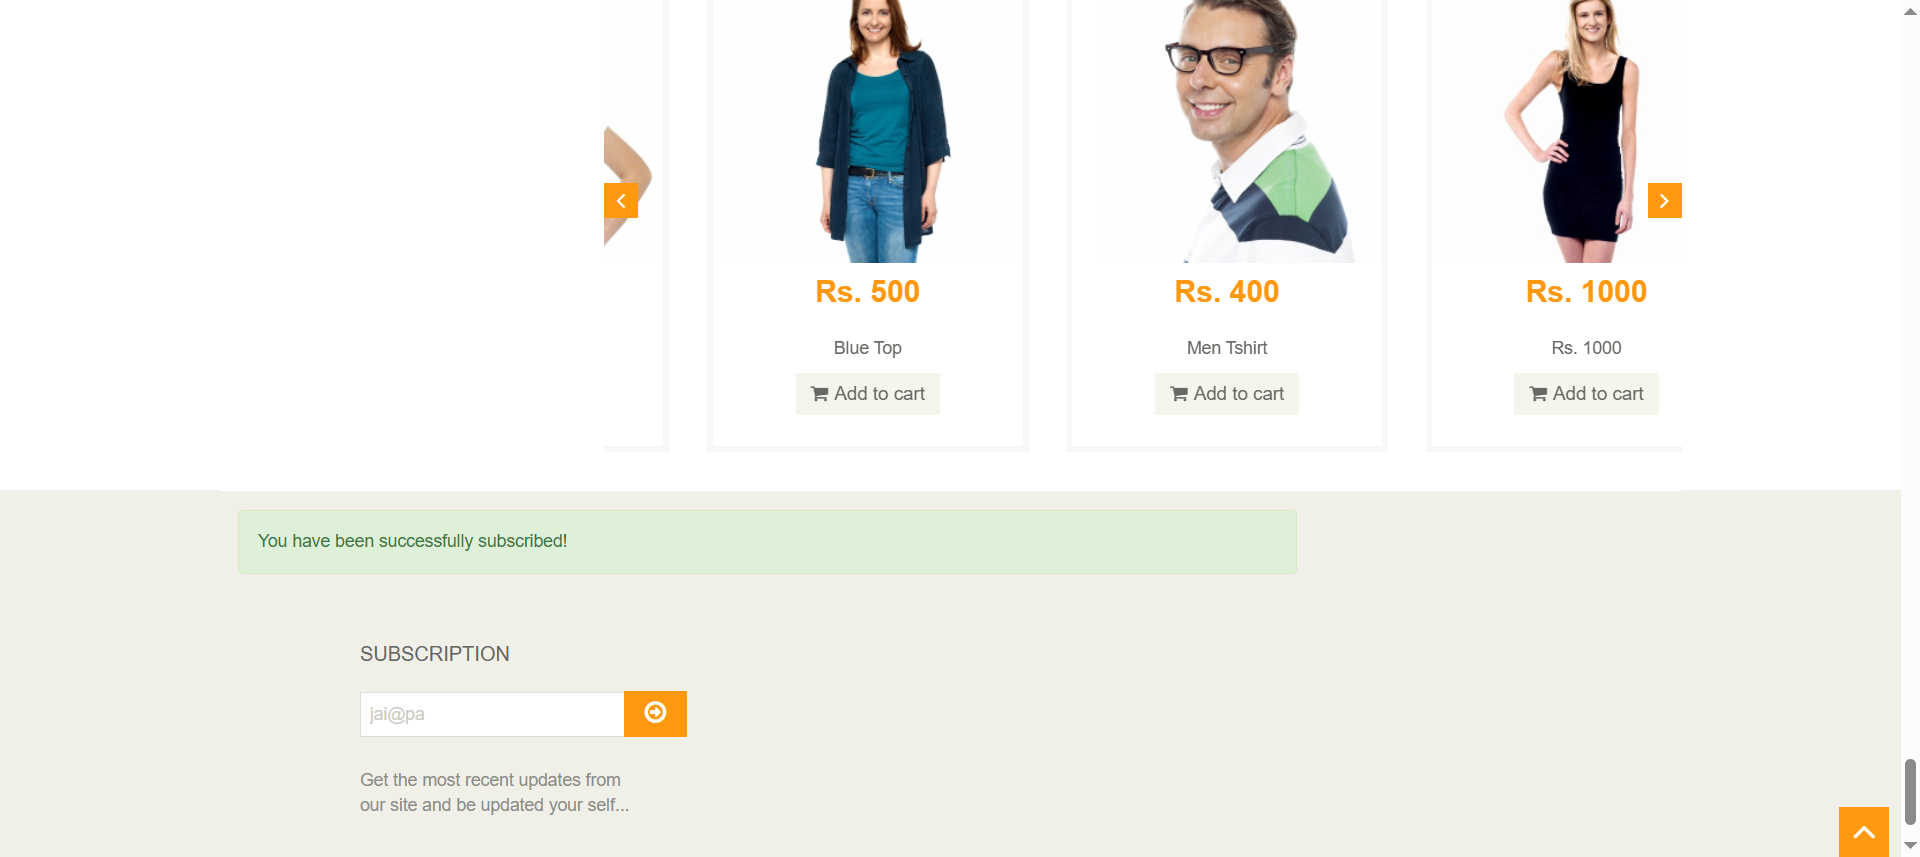 Rs. 500
Blue Top
Add to cart
Rs. 400
Men Tshirt
Add to cart
Rs. 1000
Rs. 1000
Add to cart
You have been successfully subscribed!
SUBSCRIPTION
jai@pa
Get the most recent updates from
our site and be updated your self...